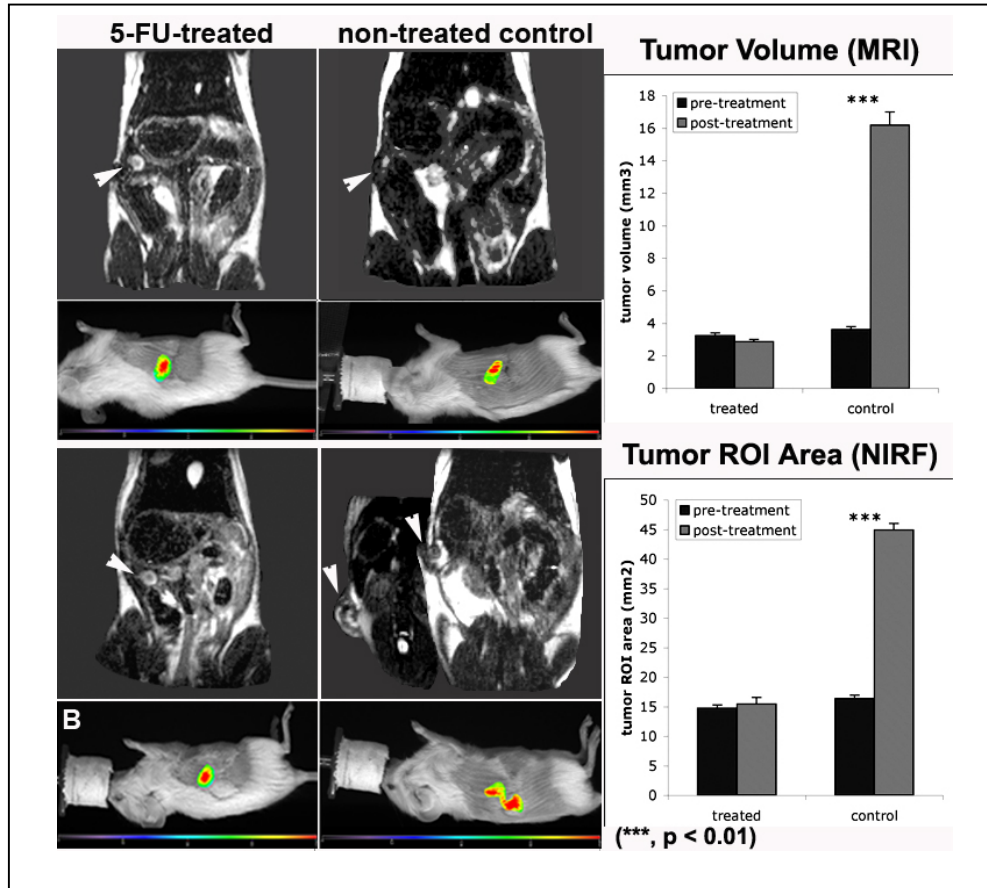 5-FU-treated
non-treated control
Tumor Volume (MRI)
pre-treatment
post-treatment
***
18
16
14
12
10
8
6
4
2
0
tumor volume (mm3)
treated
control
Tumor ROI Area (NIRF)
pre-treatment
post-treatment
***
50
45
40
35
30
25
20
15
10
5
0
tumor ROI area (mm2)
treated
control
B
(***, p < 0.01)